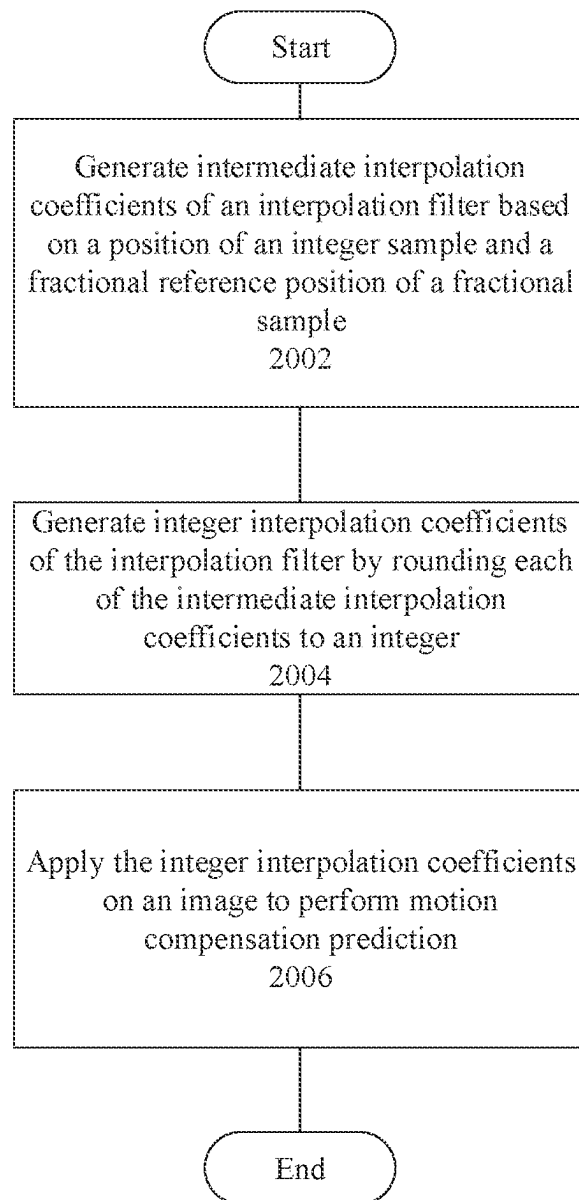 Start
Generate intermediate interpolation
coefficients of an interpolation filter based
on a position of an integer sample and a
fractional reference position of a fractional
sample
2002
Generate integer interpolation coefficients
of the interpolation filter by rounding each
of the intermediate interpolation
coefficients to an integer
2004
Apply the integer interpolation coefficients
on an image to perform motion
compensation prediction
2006
End